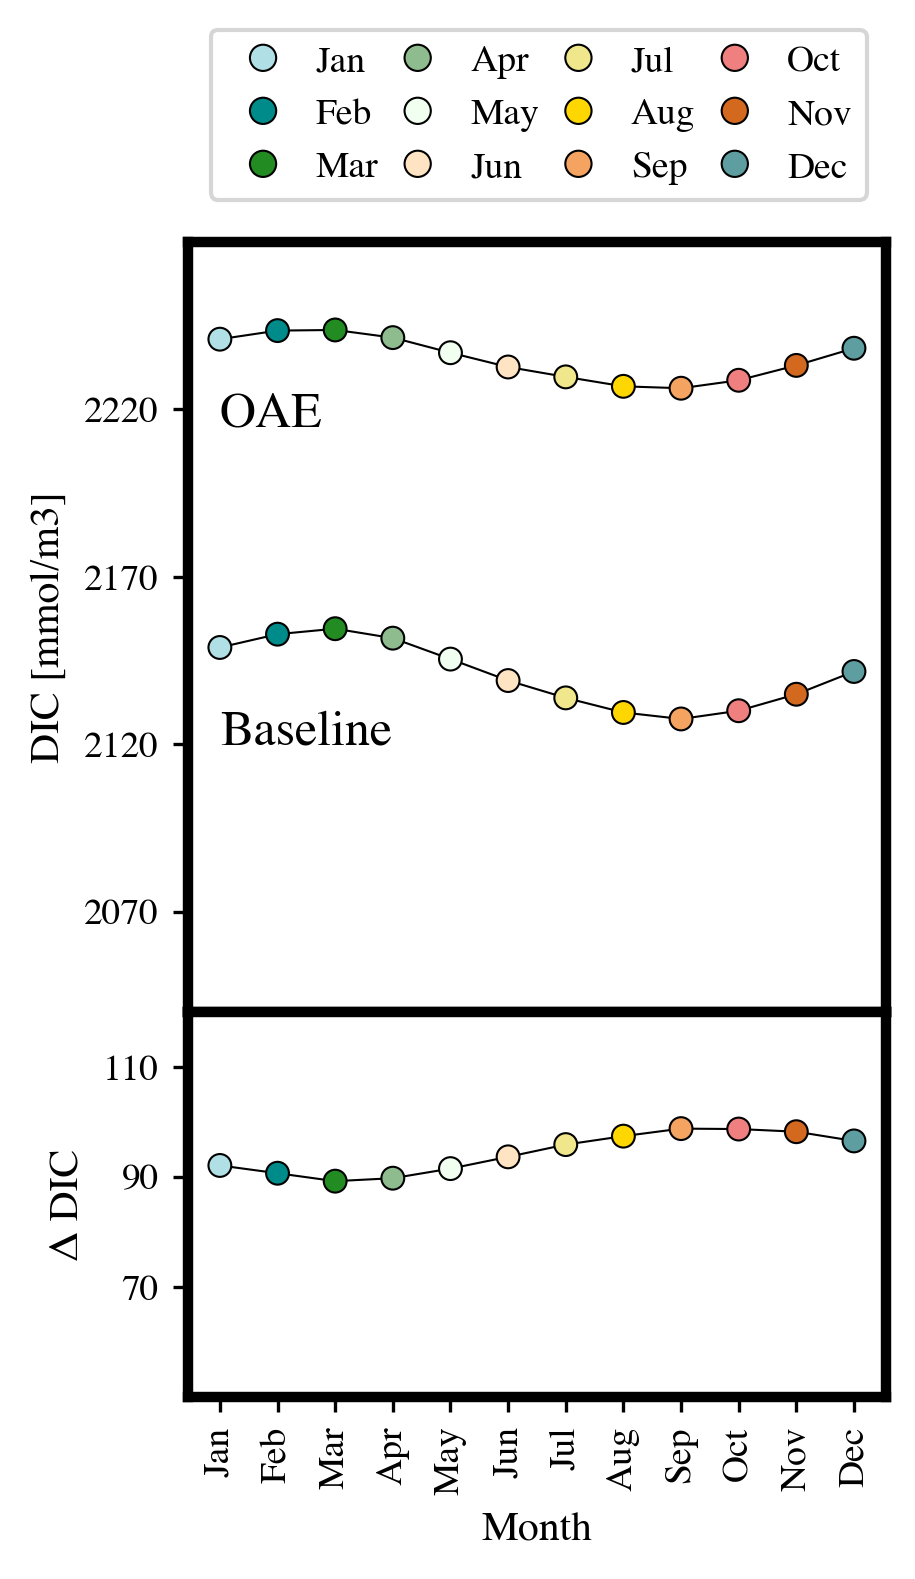 Jan Apr Jul Oct
Feb May Aug Nov
Mar Jun Sep Dec
OAE
2220
2170
Baseline
2120
2070
DIC [mmol/m3]
110
90
70
Δ DIC
Jan Feb Mar Apr May Jun Jul Aug Sep Oct Nov Dec
Month